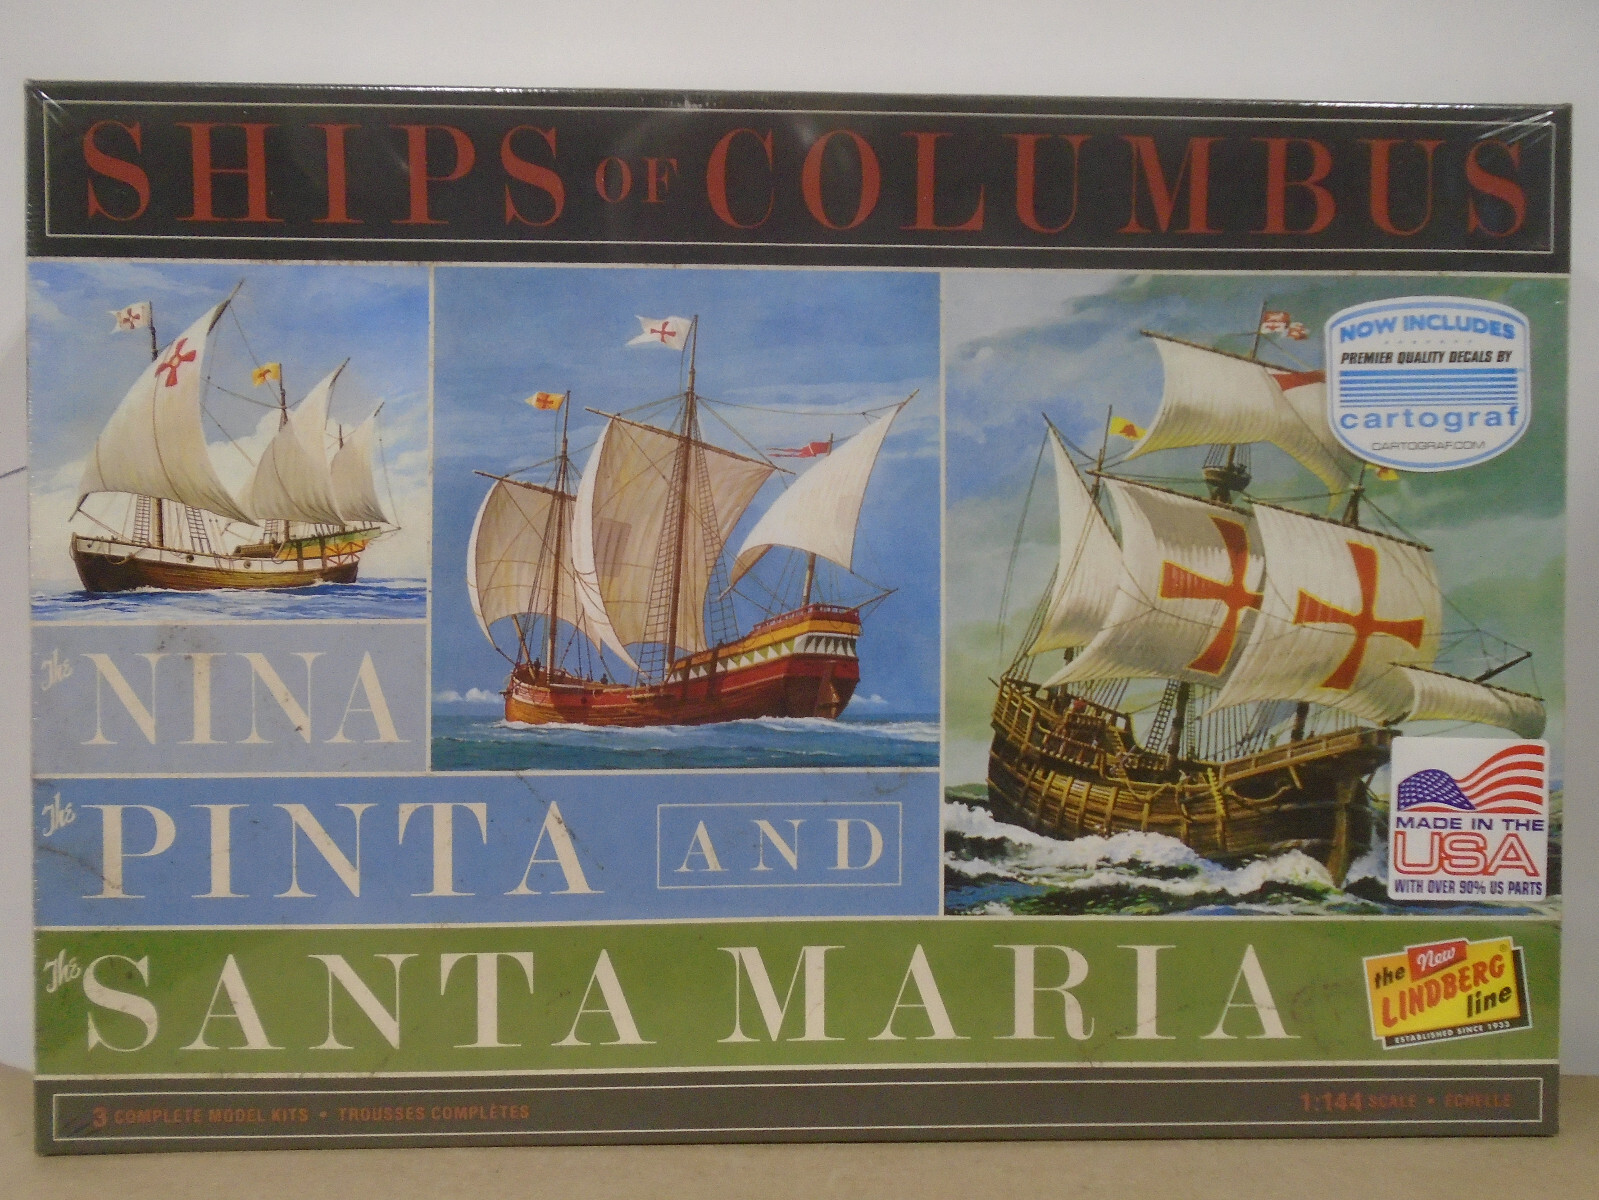 SHIPS OF COLUMBUS
NOW INCLUDES
PREMIER QUALITY DECALS BY
cartograf
CARTOGRAF.COM
The NINA
The PINTA AND
MADE IN THE
USA
WITH OVER 90% US PARTS
The SANTA MARIA
the New
LINDBERG
line
ESTABLISHED SINCE 1933
3 COMPLETE MODEL KITS • TROUSSES COMPLÈTES
1:144 SCALE • ÉCHELLE